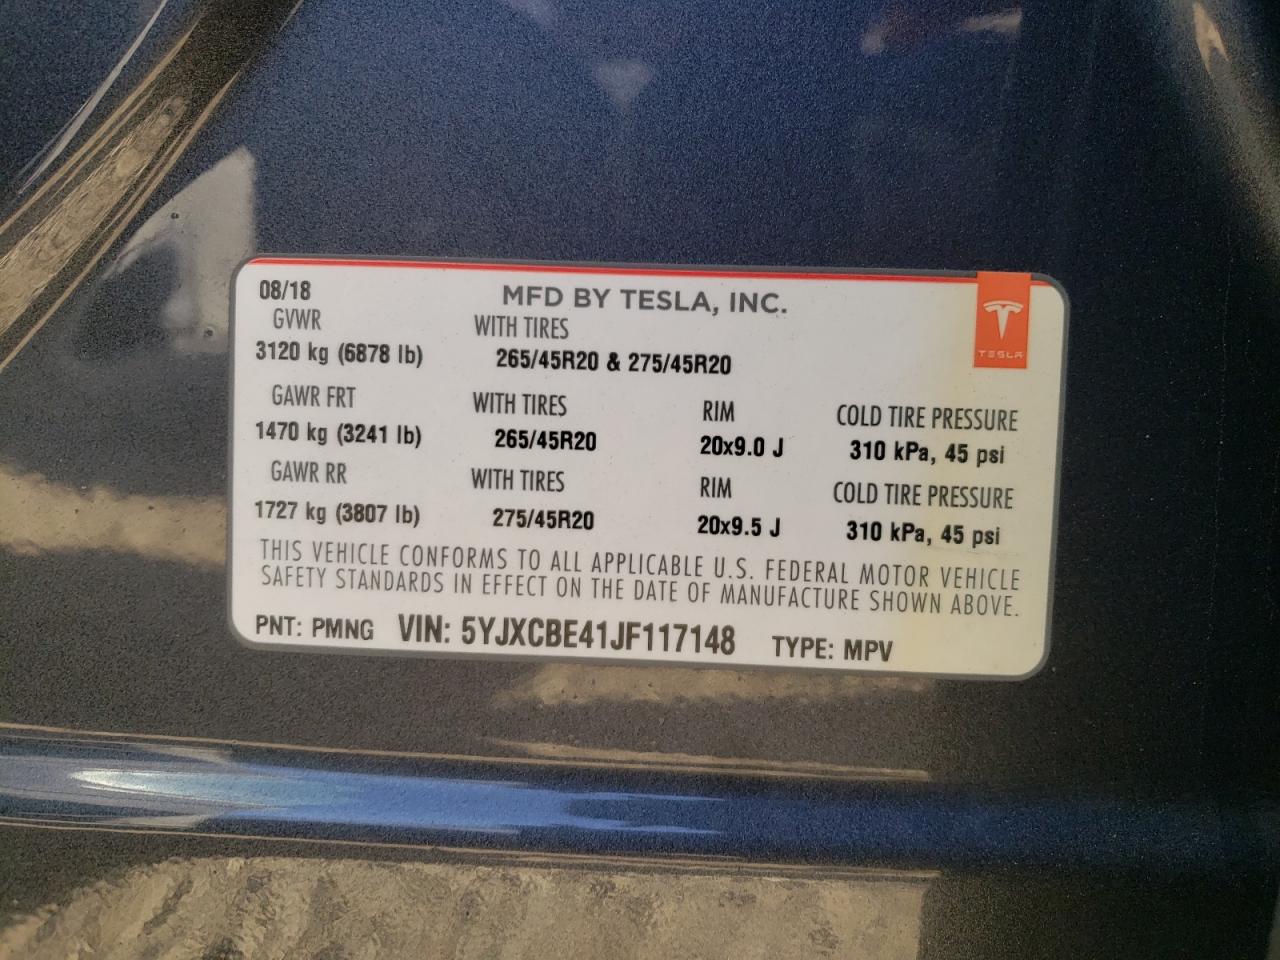 08/18 MFD BY TESLA, INC.
GVWR WITH TIRES
3120 kg (6878 lb) 265/45R20 & 275/45R20
TESLA
GAWR FRT WITH TIRES RIM COLD TIRE PRESSURE
1470 kg (3241 lb) 265/45R20 20x9.0 J 310 kPa, 45 psi
GAWR RR WITH TIRES RIM COLD TIRE PRESSURE
1727 kg (3807 lb) 275/45R20 20x9.5 J 310 kPa, 45 psi
THIS VEHICLE CONFORMS TO ALL APPLICABLE U.S. FEDERAL MOTOR VEHICLE
SAFETY STANDARDS IN EFFECT ON THE DATE OF MANUFACTURE SHOWN ABOVE.
PNT: PMNG VIN: 5YJXCBE41JF117148 TYPE: MPV